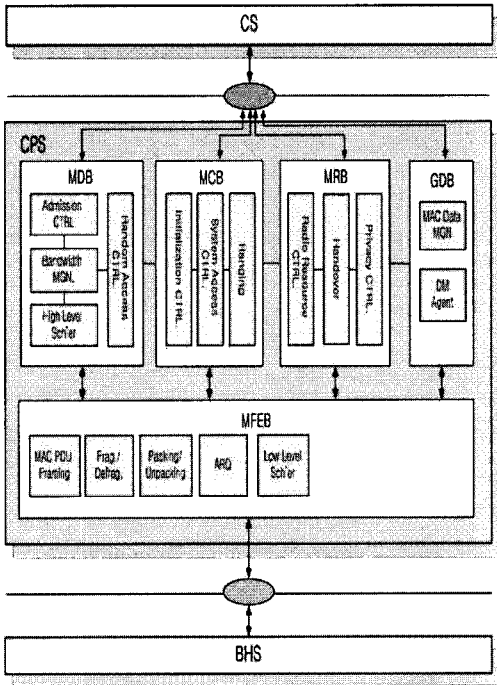 CS
CPS
MDB
Admission
CTRL
Bandwidth
MGN.
High Level
Sch'er
Random Access
CTRL.
MCB
Initialization CTRL.
System Access
CTRL.
Hanging
MRB
Radio Resource
CTRL.
Handover
Privacy CTRL.
GDB
MAC Data
MGN
DM
Agent
MFEB
MAC PDU
Framing
Frag./
Defrag.
Packing/
Unpacking
ARQ
Low Level
Sch'er
BHS